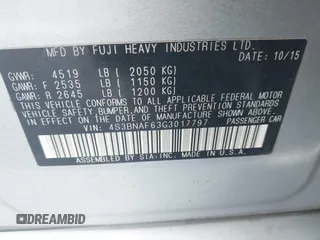 MFD BY FUJI HEAVY INDUSTRIES LTD.
10/15
GVWR: 4519 LB ( 2050 KG)
GAWR: F 2535 LB ( 1150 KG)
GAWR: R 2645 LB ( 1200 KG)
THIS VEHICLE CONFORMS TO ALL APPLICABLE
FEDERAL MOTOR VEHICLE
SAFETY, BUMPER, AND THEFT PREVENTION STANDARDS
IN EFFECT ON THE DATE OF MANUFACTURE SHOWN ABOVE.
VIN: 4S3BNAF63G3017797
PASSENGER CAR
ASSEMBLED BY SIA, INC. MADE IN U.S.A.
DREAMBID